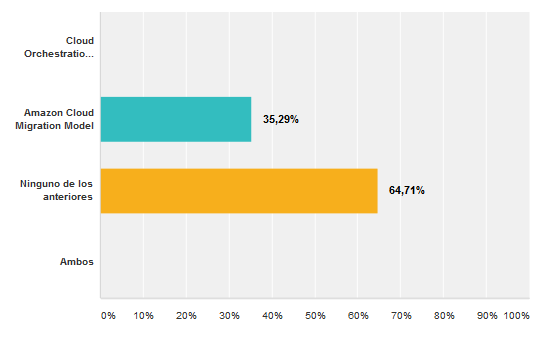 Cloud
Orchestratio...
Amazon Cloud
Migration Model
35,29%
Ninguno de los
anteriores
64,71%
Ambos
0% 10% 20% 30% 40% 50% 60% 70% 80% 90% 100%